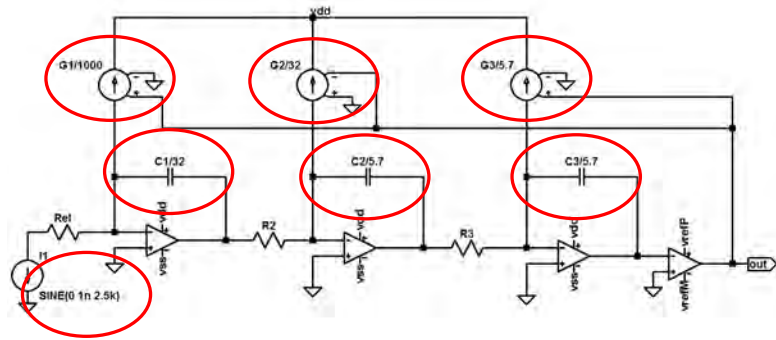 vdd
G1/1000
G2/32
G3/5.7
C1/32
C2/5.7
C3/5.7
Rel
vdd
R2
vdd
R3
vdd
vrefP
I1
vss
vss
vss
vrefM
out
SINE(0 1n 2.5k)